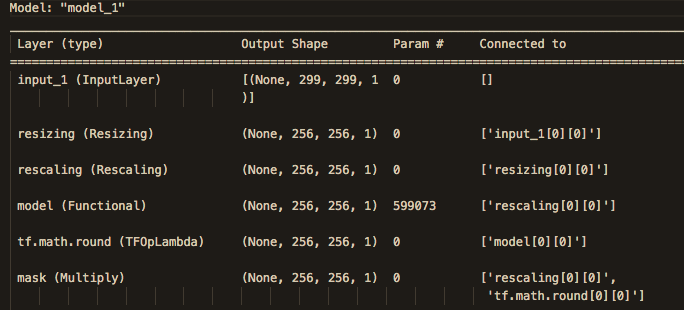 Model: "model_1"
Layer (type) Output Shape Param # Connected to
==========================================================================================
input_1 (InputLayer) [(None, 299, 299, 1 0 []
)]
resizing (Resizing) (None, 256, 256, 1) 0 ['input_1[0][0]']
rescaling (Rescaling) (None, 256, 256, 1) 0 ['resizing[0][0]']
model (Functional) (None, 256, 256, 1) 599073 ['rescaling[0][0]']
tf.math.round (TFOpLambda) (None, 256, 256, 1) 0 ['model[0][0]']
mask (Multiply) (None, 256, 256, 1) 0 ['rescaling[0][0]',
'tf.math.round[0][0]']